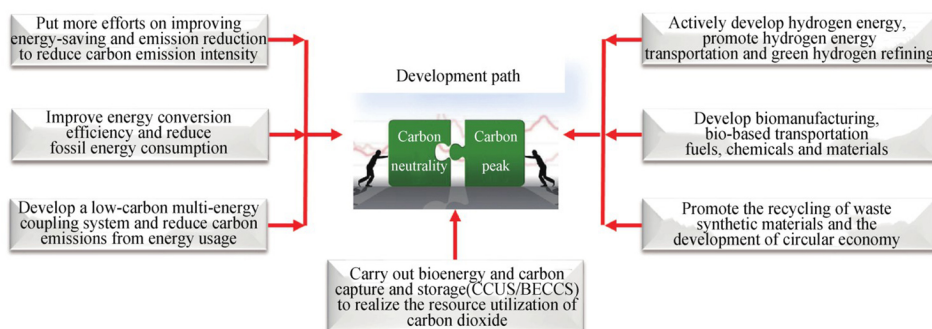 Put more efforts on improving
energy-saving and emission reduction
to reduce carbon emission intensity
Improve energy conversion
efficiency and reduce
fossil energy consumption
Develop a low-carbon multi-energy
coupling system and reduce carbon
emissions from energy usage
Development path
Carbon
neutrality
Carbon
peak
Carry out bioenergy and carbon
capture and storage(CCUS/BECCS)
to realize the resource utilization of
carbon dioxide
Actively develop hydrogen energy,
promote hydrogen energy
transportation and green hydrogen refining
Develop biomanufacturing,
bio-based transportation
fuels, chemicals and materials
Promote the recycling of waste
synthetic materials and the
development of circular economy